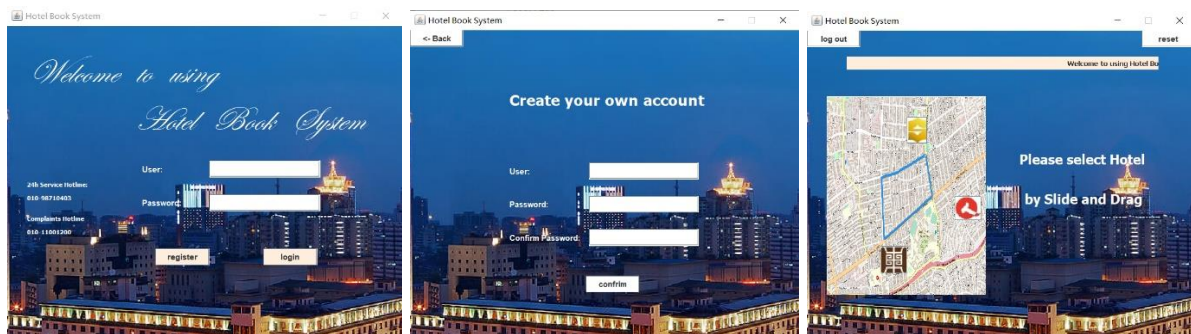 Hotel Book System
Welcome to using
Hotel Book System
User:
24h Service Hotline:
010-98710403
Password:
Complaints Hotline
010-11001200
register
login
Hotel Book System
<- Back
Create your own account
User:
Password:
Confirm Password:
confrim
Hotel Book System
log out
reset
Welcome to using Hotel Bu
Please select Hotel
by Slide and Drag